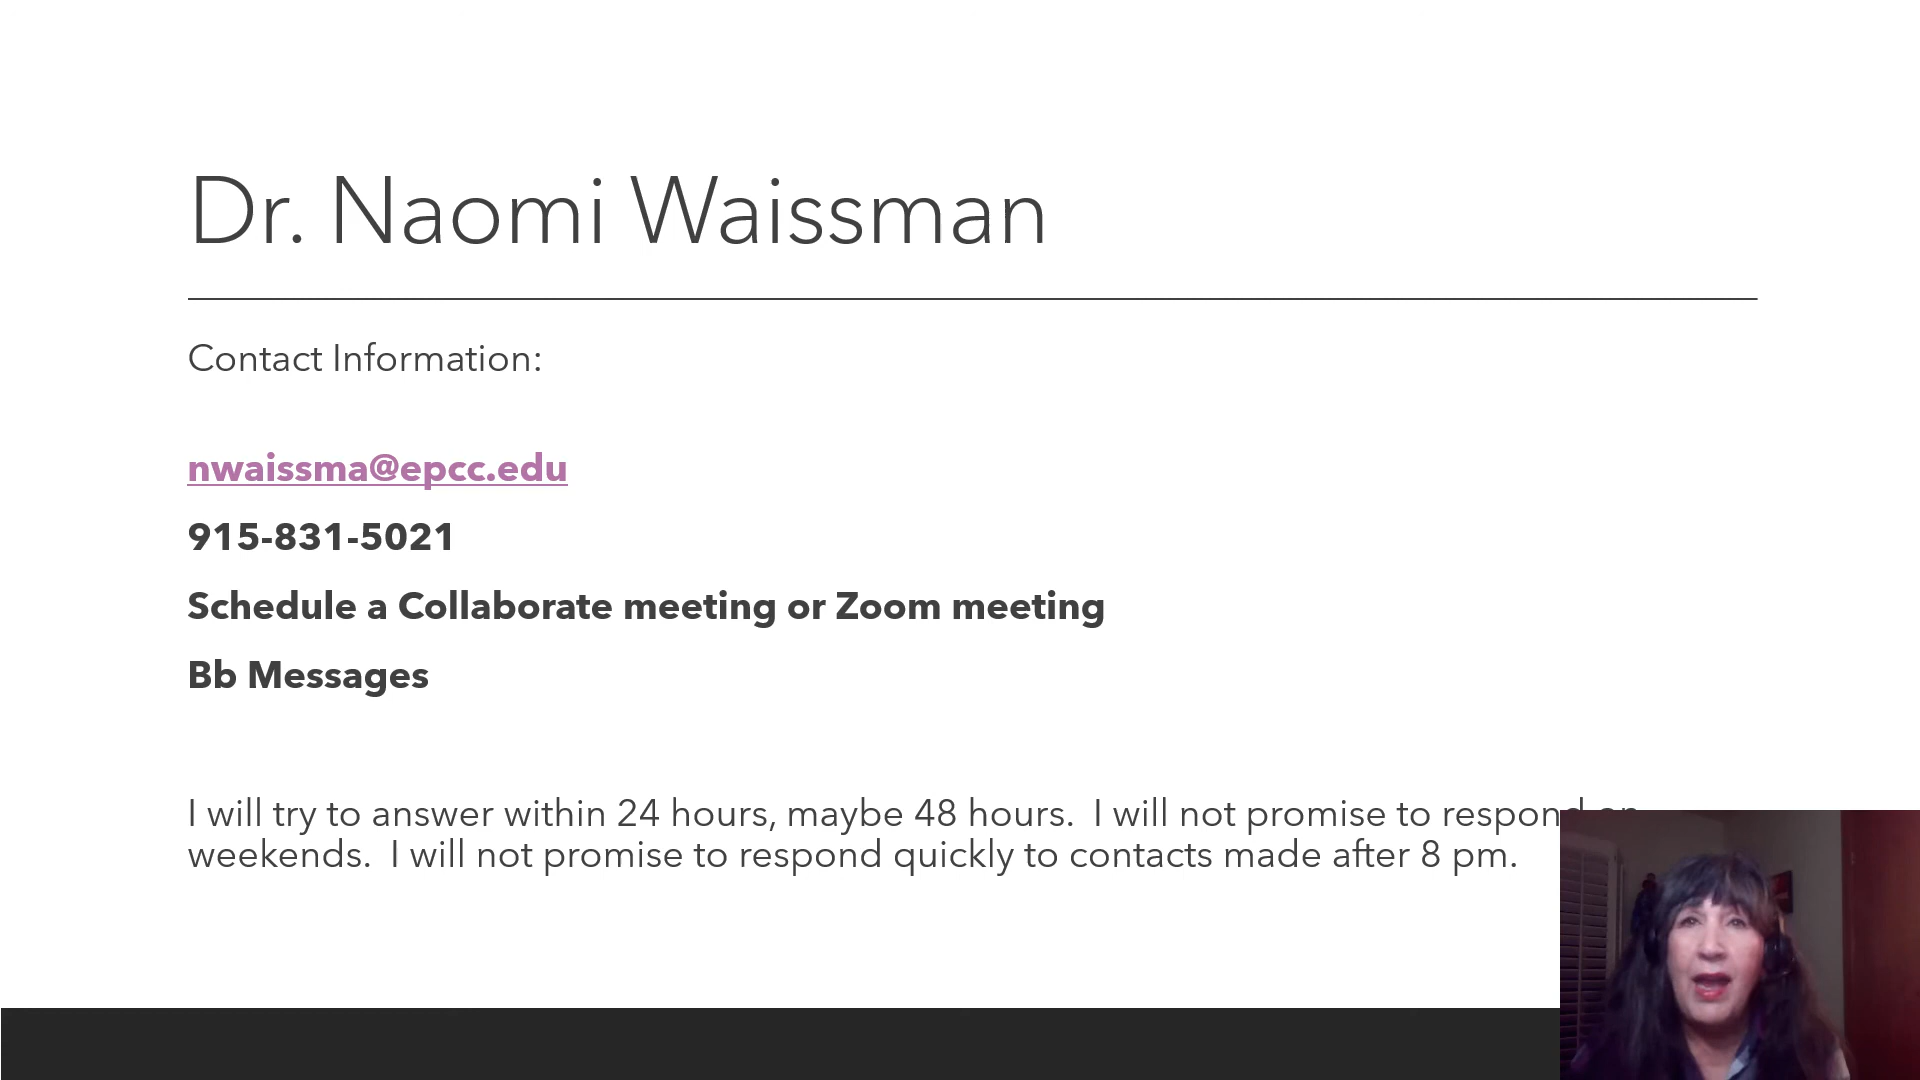 Dr. Naomi Waissman
Contact Information:
nwaissma@epcc.edu
915-831-5021
Schedule a Collaborate meeting or Zoom meeting
Bb Messages
I will try to answer within 24 hours, maybe 48 hours.  I will not promise to respond on
weekends.  I will not promise to respond quickly to contacts made after 8 pm.